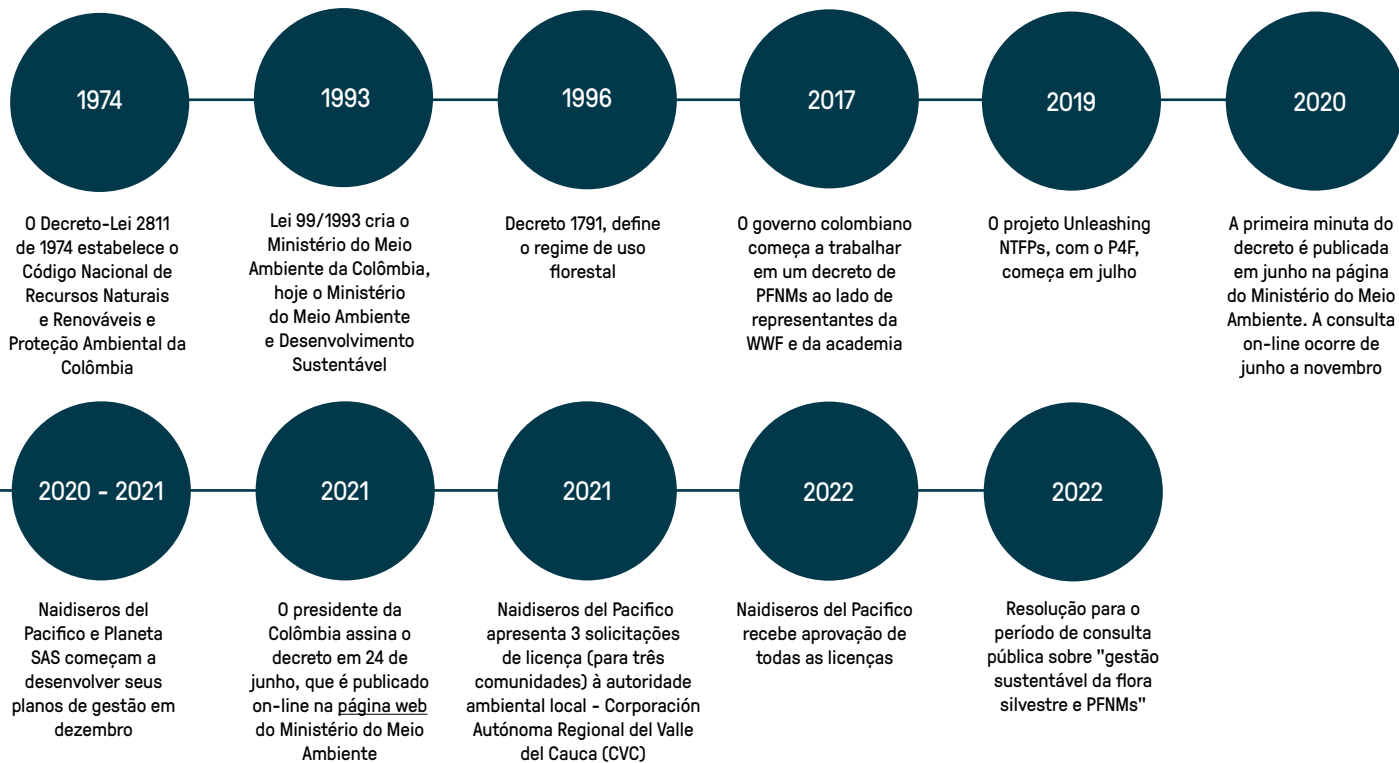 1974
O Decreto-Lei 2811
de 1974 estabelece o
Código Nacional de
Recursos Naturais
e Renováveis e
Proteção Ambiental da
Colômbia
1993
Lei 99/1993 cria o
Ministério do Meio
Ambiente da Colômbia,
hoje o Ministério
do Meio Ambiente
e Desenvolvimento
Sustentável
1996
Decreto 1791, define
o regime de uso
florestal
2017
O governo colombiano
começa a trabalhar
em um decreto de
PFNMs ao lado de
representantes da
WWF e da academia
2019
O projeto Unleashing
NTFPs, com o P4F,
começa em julho
2020
A primeira minuta do
decreto é publicada
em junho na página
do Ministério do Meio
Ambiente. A consulta
on-line ocorre de
junho a novembro
2020 - 2021
Naidiseros del
Pacifico e Planeta
SAS começam a
desenvolver seus
planos de gestão em
dezembro
2021
O presidente da
Colômbia assina o
decreto em 24 de
junho, que é publicado
on-line na página web
do Ministério do Meio
Ambiente
2021
Naidiseros del Pacifico
apresenta 3 solicitações
de licença (para três
comunidades) à autoridade
ambiental local - Corporación
Autónoma Regional del Valle
del Cauca (CVC)
2022
Naidiseros del Pacifico
recebe aprovação de
todas as licenças
2022
Resolução para o
período de consulta
pública sobre "gestão
sustentável da flora
silvestre e PFNMs"